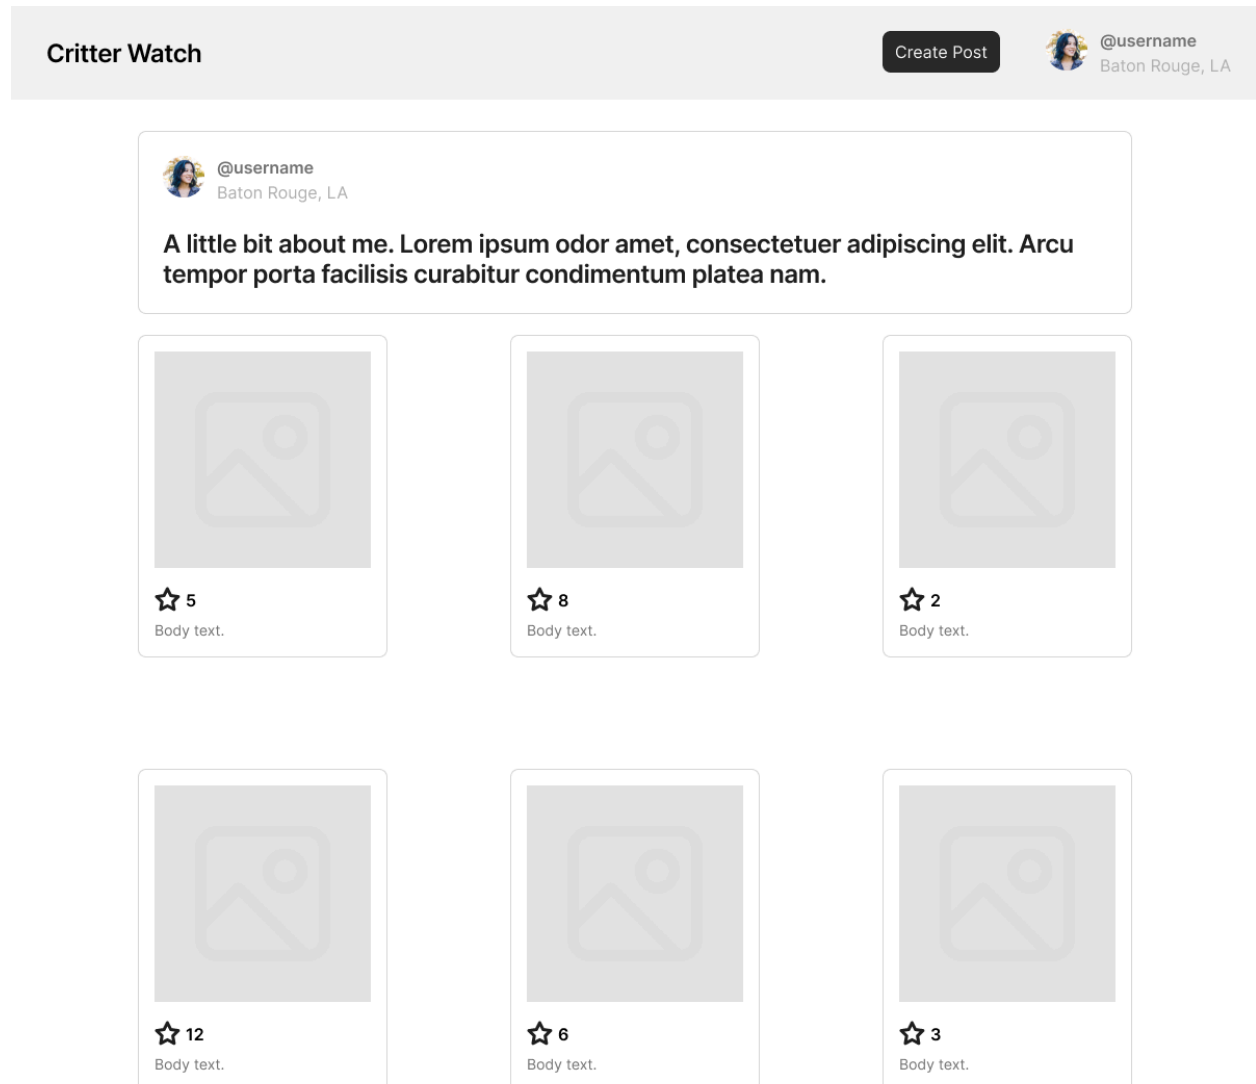 Critter Watch
Create Post
@username
Baton Rouge, LA
@username
Baton Rouge, LA
A little bit about me. Lorem ipsum odor amet, consectetuer adipiscing elit. Arcu
tempor porta facilisis curabitur condimentum platea nam.
5
Body text.
8
Body text.
2
Body text.
12
Body text.
6
Body text.
3
Body text.